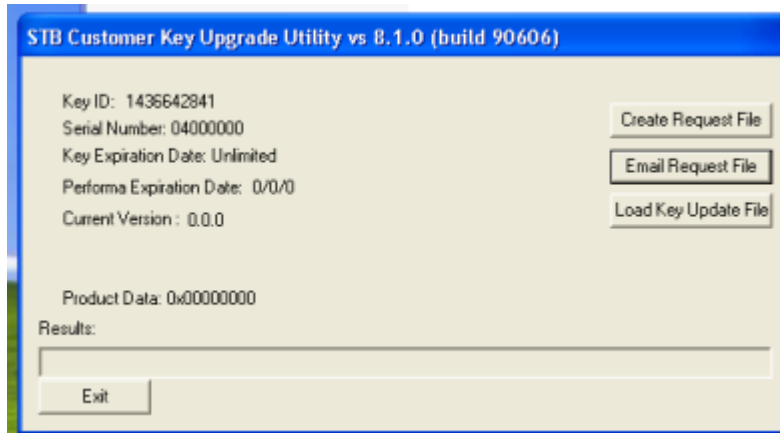 STB Customer Key Upgrade Utility vs 8.1.0 (build 90606)
Key ID: 1436642841
Serial Number: 04000000
Key Expiration Date: Unlimited
Performa Expiration Date: 0/0/0
Current Version : 0.0.0
Create Request File
Email Request File
Load Key Update File
Product Data: 0x00000000
Results:
Exit